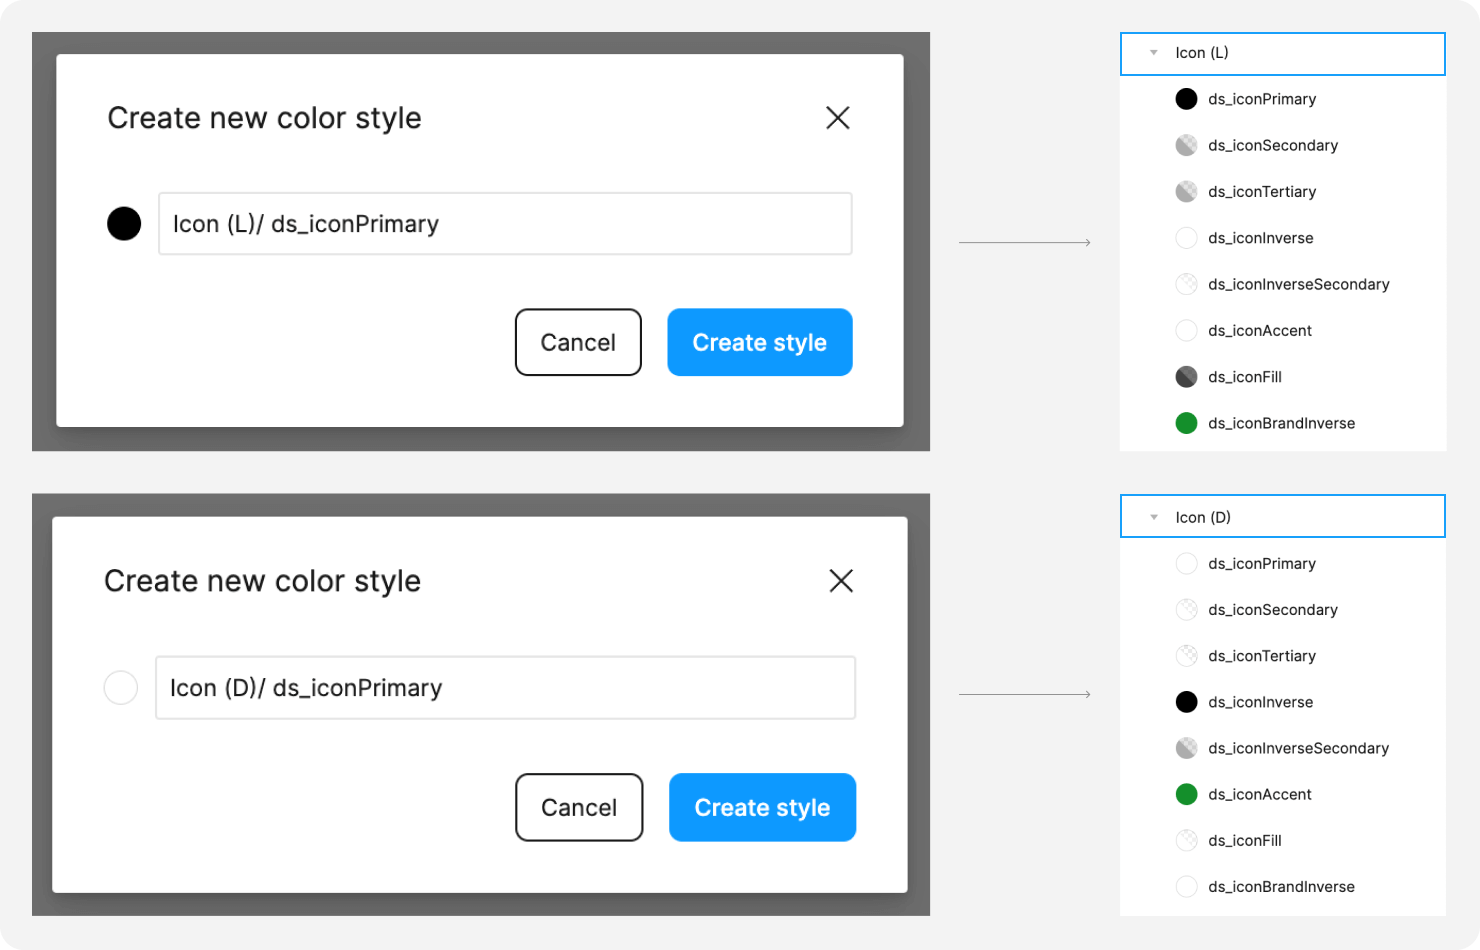 Create new color style
Icon (L)/ ds_iconPrimary
Cancel
Create style
Icon (L)
ds_iconPrimary
ds_iconSecondary
ds_iconTertiary
ds_iconInverse
ds_iconInverseSecondary
ds_iconAccent
ds_iconFill
ds_iconBrandInverse
Create new color style
Icon (D)/ ds_iconPrimary
Cancel
Create style
Icon (D)
ds_iconPrimary
ds_iconSecondary
ds_iconTertiary
ds_iconInverse
ds_iconInverseSecondary
ds_iconAccent
ds_iconFill
ds_iconBrandInverse